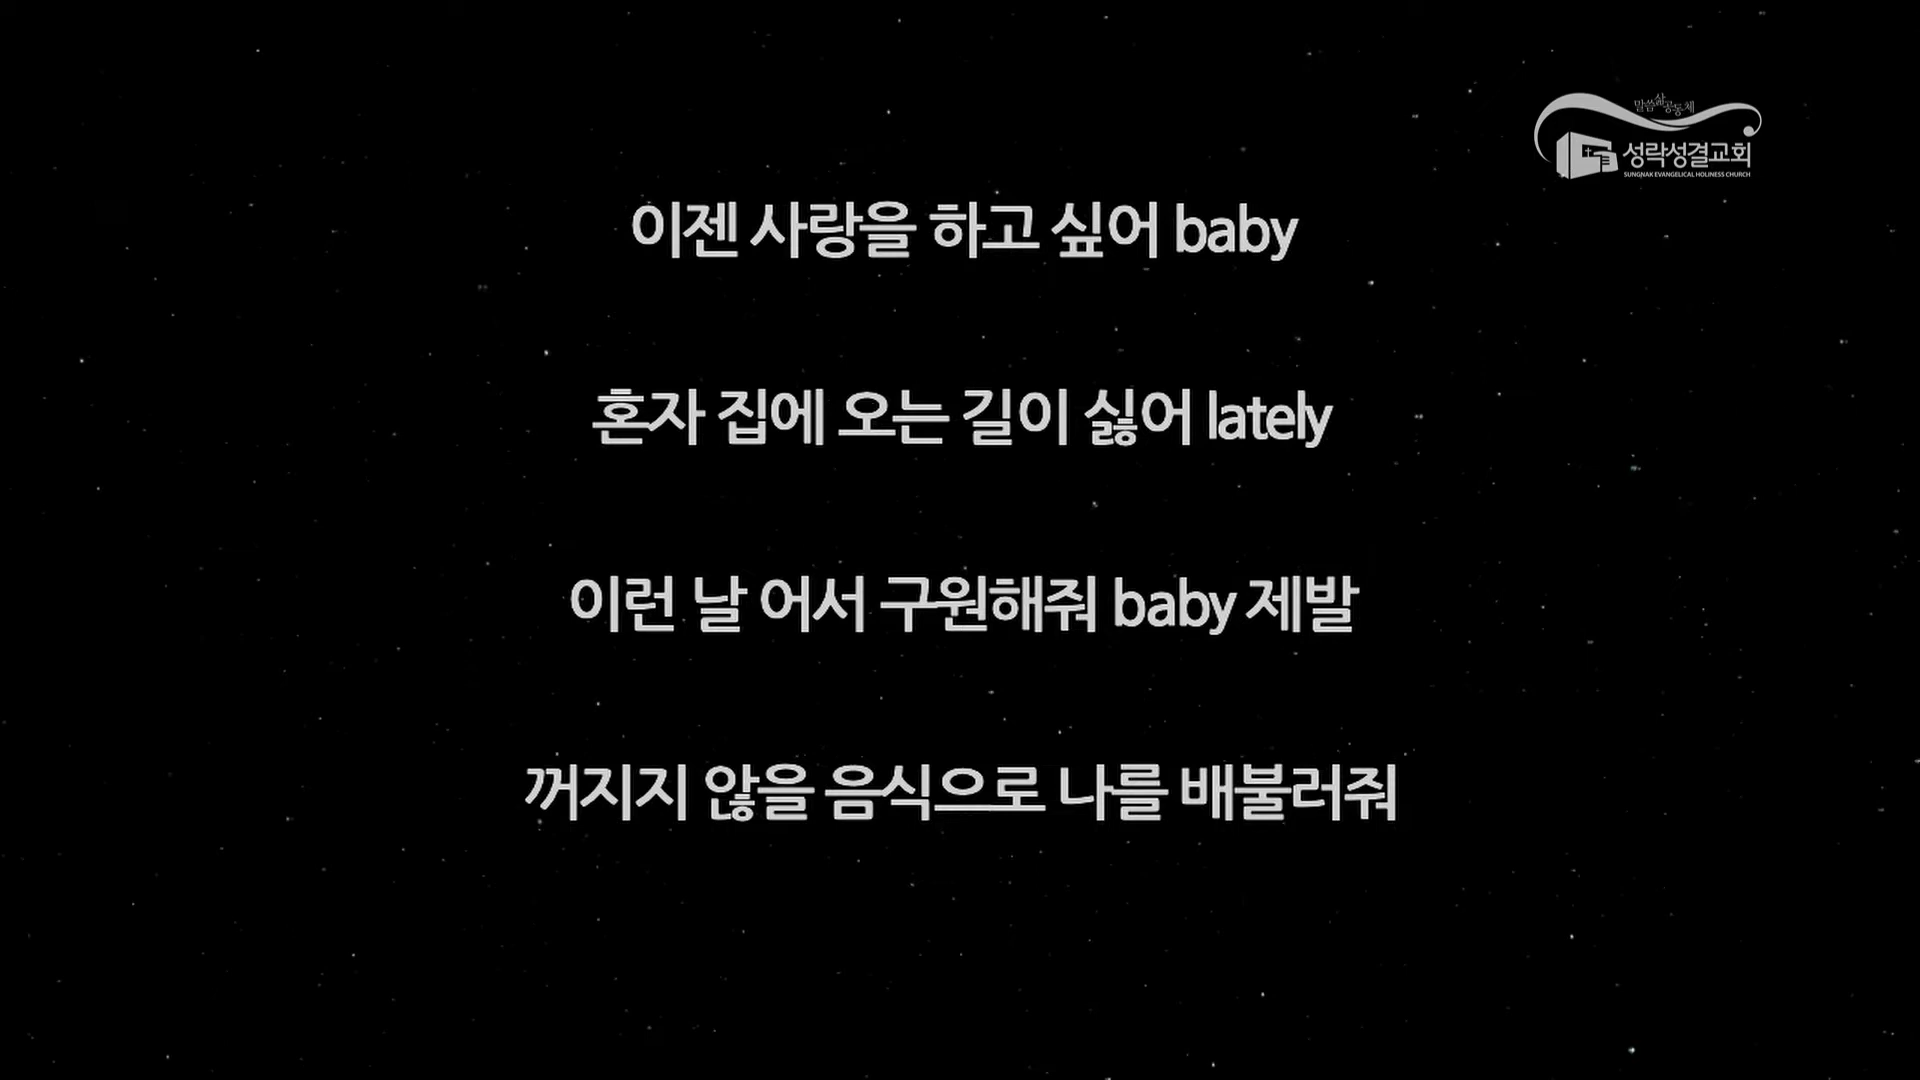 말씀 삶 공동체
성락성결교회
SUNGNAK EVANGELICAL HOLINESS CHURCH
이젠 사랑을 하고 싶어 baby
혼자 집에 오는 길이 싫어 lately
이런 날 어서 구원해줘 baby 제발
꺼지지 않을 음식으로 나를 배불러줘